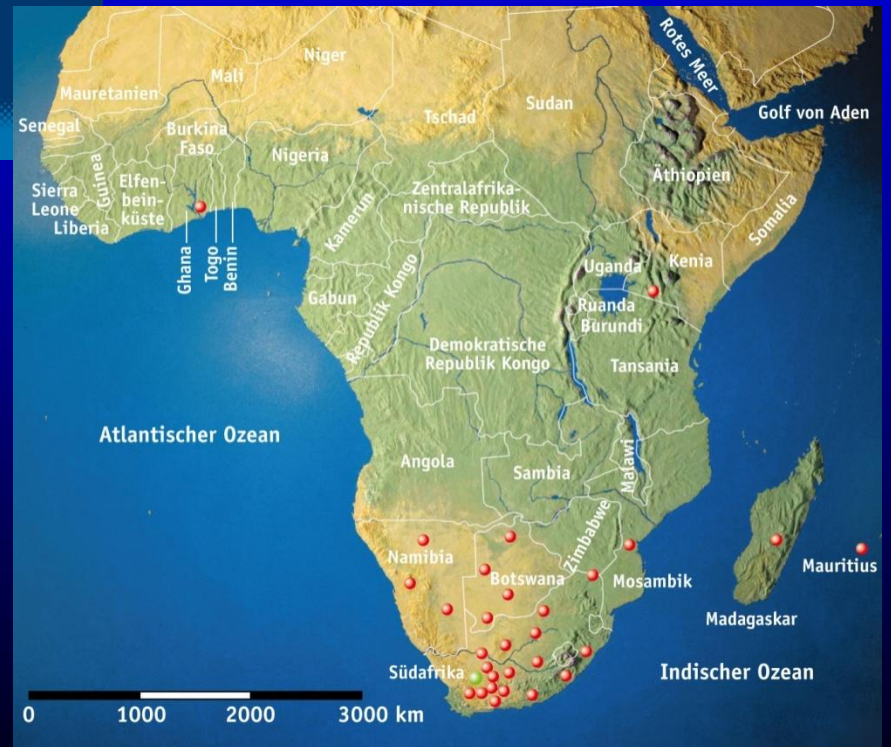 Niger
Mali
Mauretanien
Rotes Meer
Sudan
Tschad
Golf von Aden
Senegal
Burkina
Faso
Nigeria
Guinea
Elfen-
bein-
küste
Äthiopien
Sierra
Leone
Liberia
Zentralafrika-
nische Republik
Kamerun
Somalia
Ghana
Togo
Benin
Uganda
Kenia
Gabun
Republik Kongo
Ruanda
Burundi
Demokratische
Republik Kongo
Tansania
Atlantischer Ozean
Angola
Sambia
Malawi
Zimbabwe
Namibia
Botswana
Mosambik
Mauritius
Madagaskar
Südafrika
Indischer Ozean
0 1000 2000 3000 km